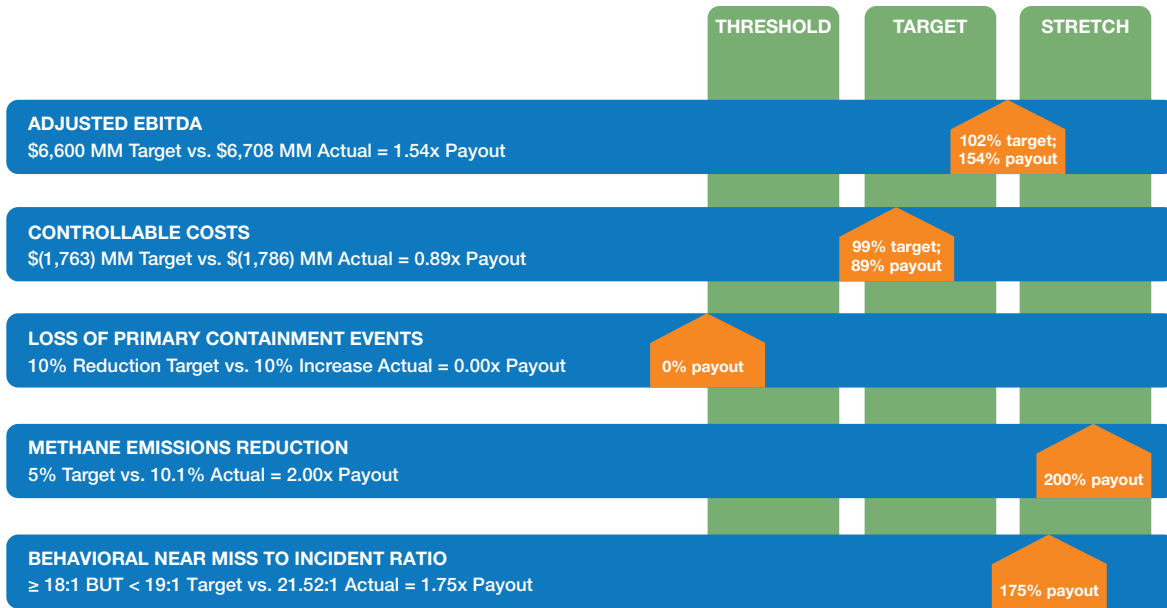 THRESHOLD TARGET STRETCH
ADJUSTED EBITDA
$6,600 MM Target vs. $6,708 MM Actual = 1.54x Payout
102% target;
154% payout
CONTROLLABLE COSTS
$(1,763) MM Target vs. $(1,786) MM Actual = 0.89x Payout
99% target;
89% payout
LOSS OF PRIMARY CONTAINMENT EVENTS
10% Reduction Target vs. 10% Increase Actual = 0.00x Payout
0% payout
METHANE EMISSIONS REDUCTION
5% Target vs. 10.1% Actual = 2.00x Payout
200% payout
BEHAVIORAL NEAR MISS TO INCIDENT RATIO
≥ 18:1 BUT < 19:1 Target vs. 21.52:1 Actual = 1.75x Payout
175% payout